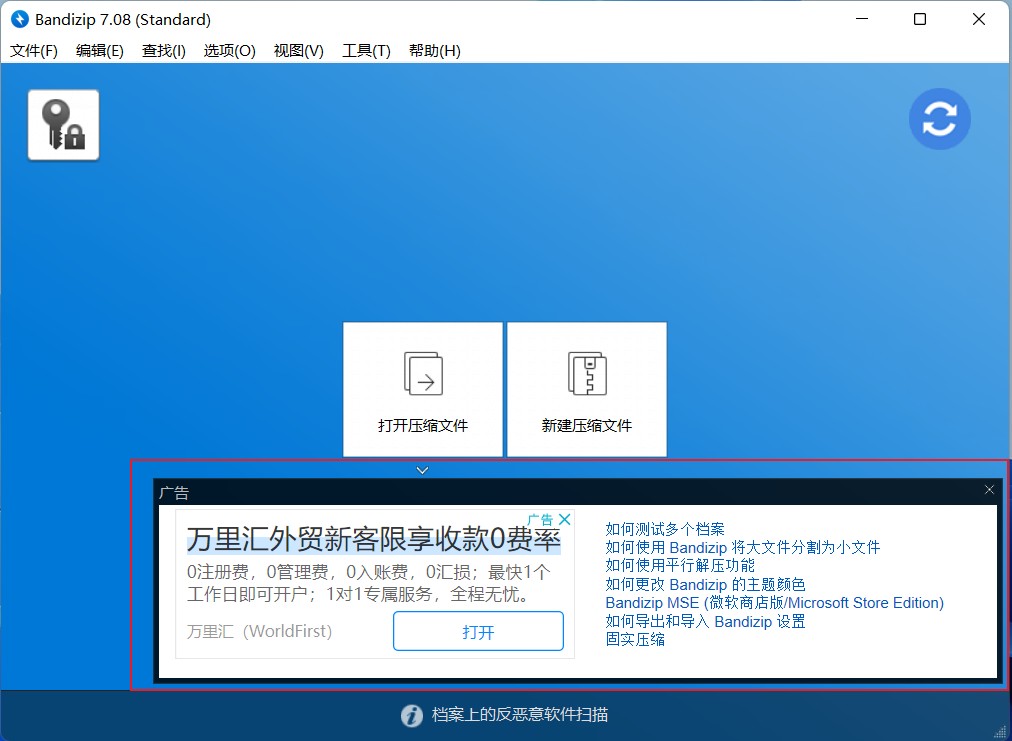 Bandizip 7.08 (Standard)
文件(F) 编辑(E) 查找(I) 选项(O) 视图(V) 工具(T) 帮助(H)
打开压缩文件 新建压缩文件
广告
广告
万里汇外贸新客限享收款0费率
0注册费，0管理费，0入账费，0汇损；最快1个
工作日即可开户；1对1专属服务，全程无忧。
万里汇（WorldFirst）
打开
如何测试多个档案
如何使用 Bandizip 将大文件分割为小文件
如何使用平行解压功能
如何更改 Bandizip 的主题颜色
Bandizip MSE (微软商店版/Microsoft Store Edition)
如何导出和导入 Bandizip 设置
固实压缩
档案上的反恶意软件扫描